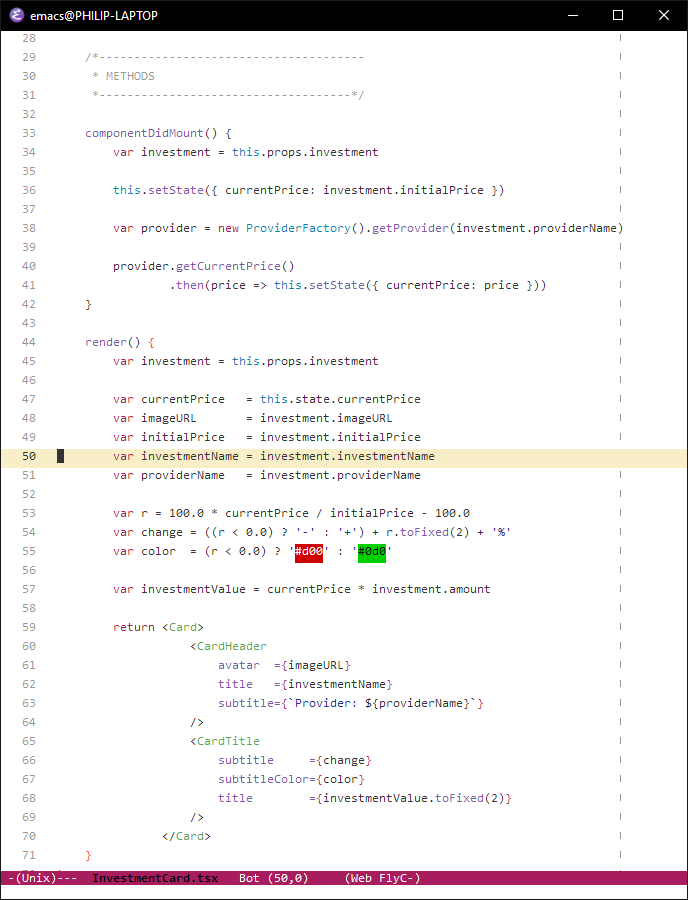 emacs@PHILIP-LAPTOP
28
29 /*--------------------------------------
30 * METHODS
31 *------------------------------------*/
32
33 componentDidMount() {
34 var investment = this.props.investment
35
36 this.setState({ currentPrice: investment.initialPrice })
37
38 var provider = new ProviderFactory().getProvider(investment.providerName)
39
40 provider.getCurrentPrice()
41 .then(price => this.setState({ currentPrice: price }))
42 }
43
44 render() {
45 var investment = this.props.investment
46
47 var currentPrice   = this.state.currentPrice
48 var imageURL       = investment.imageURL
49 var initialPrice   = investment.initialPrice
50 var investmentName = investment.investmentName
51 var providerName   = investment.providerName
52
53 var r = 100.0 * currentPrice / initialPrice - 100.0
54 var change = ((r < 0.0) ? '-' : '+') + r.toFixed(2) + '%'
55 var color  = (r < 0.0) ? '#d00' : '#0d0'
56
57 var investmentValue = currentPrice * investment.amount
58
59 return <Card>
60 <CardHeader
61 avatar  ={imageURL}
62 title   ={investmentName}
63 subtitle={`Provider: ${providerName}`}
64 />
65 <CardTitle
66 subtitle     ={change}
67 subtitleColor={color}
68 title        ={investmentValue.toFixed(2)}
69 />
70 </Card>
71 }
-(Unix)---  InvestmentCard.tsx   Bot (50,0)     (Web FlyC-)